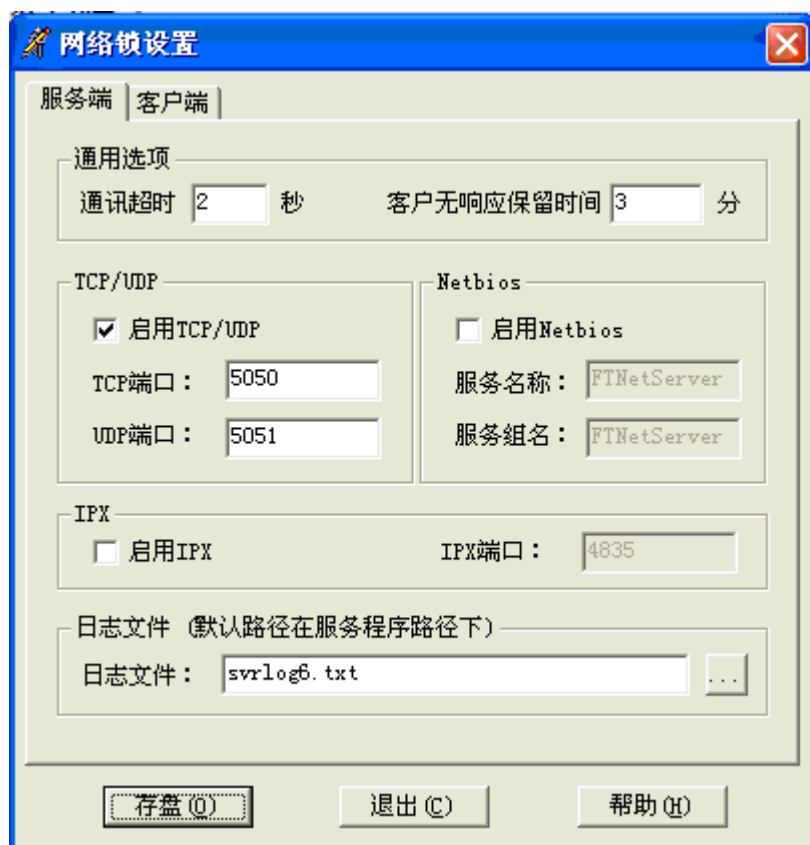 网络锁设置
服务端 客户端
通用选项
通讯超时 2 秒 客户无响应保留时间 3 分
TCP/UDP Netbios
启用TCP/UDP 启用Netbios
TCP端口： 5050 服务名称： FTNetServer
UDP端口： 5051 服务组名： FTNetServer
IPX
启用IPX IPX端口： 4835
日志文件 (默认路径在服务程序路径下)
日志文件： svrlog6.txt ...
存盘(O) 退出(C) 帮助(H)